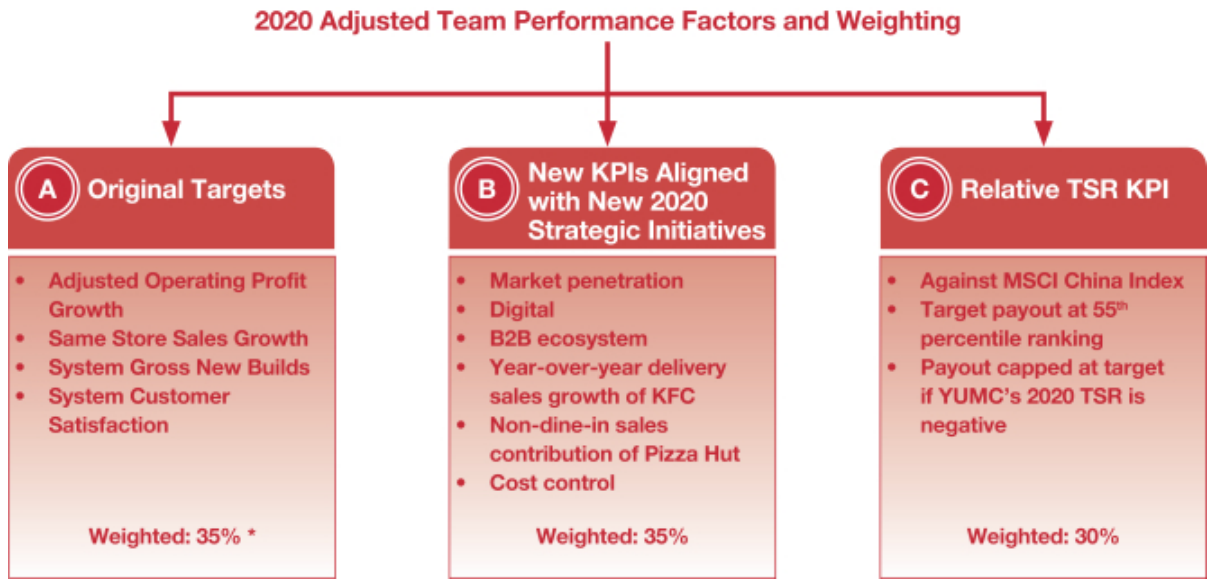 2020 Adjusted Team Performance Factors and Weighting
A
Original Targets
• Adjusted Operating Profit
Growth
• Same Store Sales Growth
• System Gross New Builds
• System Customer
Satisfaction
Weighted: 35% *
B
New KPIs Aligned
with New 2020
Strategic Initiatives
• Market penetration
• Digital
• B2B ecosystem
• Year-over-year delivery
sales growth of KFC
• Non-dine-in sales
contribution of Pizza Hut
• Cost control
Weighted: 35%
C
Relative TSR KPI
• Against MSCI China Index
• Target payout at 55th
percentile ranking
• Payout capped at target
if YUMC's 2020 TSR is
negative
Weighted: 30%